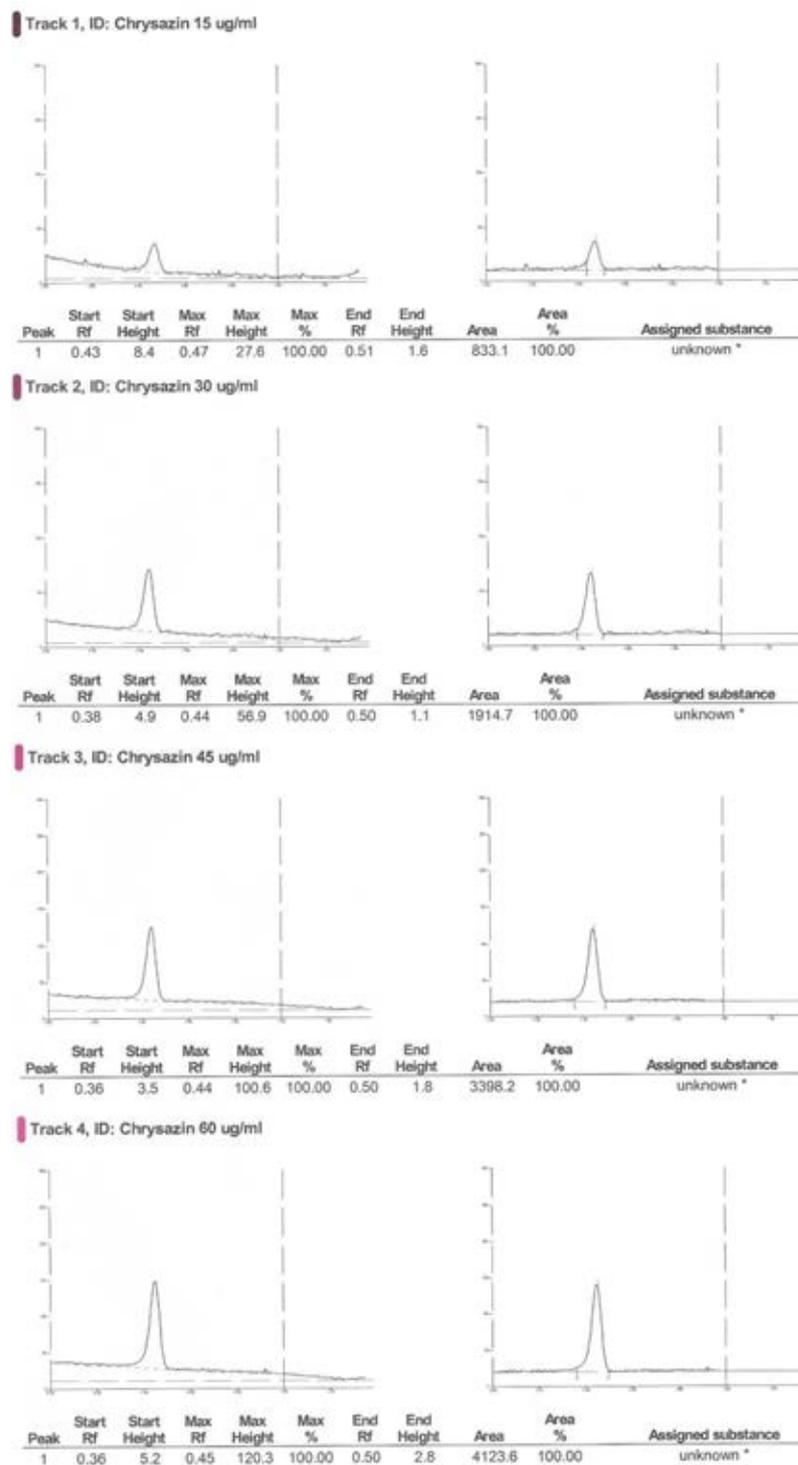 Track 1, ID: Chrysazin 15 ug/ml
Peak Start Rf Start Height Max Rf Max Height Max % End Rf End Height Area Area % Assigned substance
1 0.43 8.4 0.47 27.6 100.00 0.51 1.6 833.1 100.00 unknown *
Track 2, ID: Chrysazin 30 ug/ml
Peak Start Rf Start Height Max Rf Max Height Max % End Rf End Height Area Area % Assigned substance
1 0.38 4.9 0.44 56.9 100.00 0.50 1.1 1914.7 100.00 unknown *
Track 3, ID: Chrysazin 45 ug/ml
Peak Start Rf Start Height Max Rf Max Height Max % End Rf End Height Area Area % Assigned substance
1 0.36 3.5 0.44 100.6 100.00 0.50 1.8 3398.2 100.00 unknown *
Track 4, ID: Chrysazin 60 ug/ml
Peak Start Rf Start Height Max Rf Max Height Max % End Rf End Height Area Area % Assigned substance
1 0.36 5.2 0.45 120.3 100.00 0.50 2.8 4123.6 100.00 unknown *